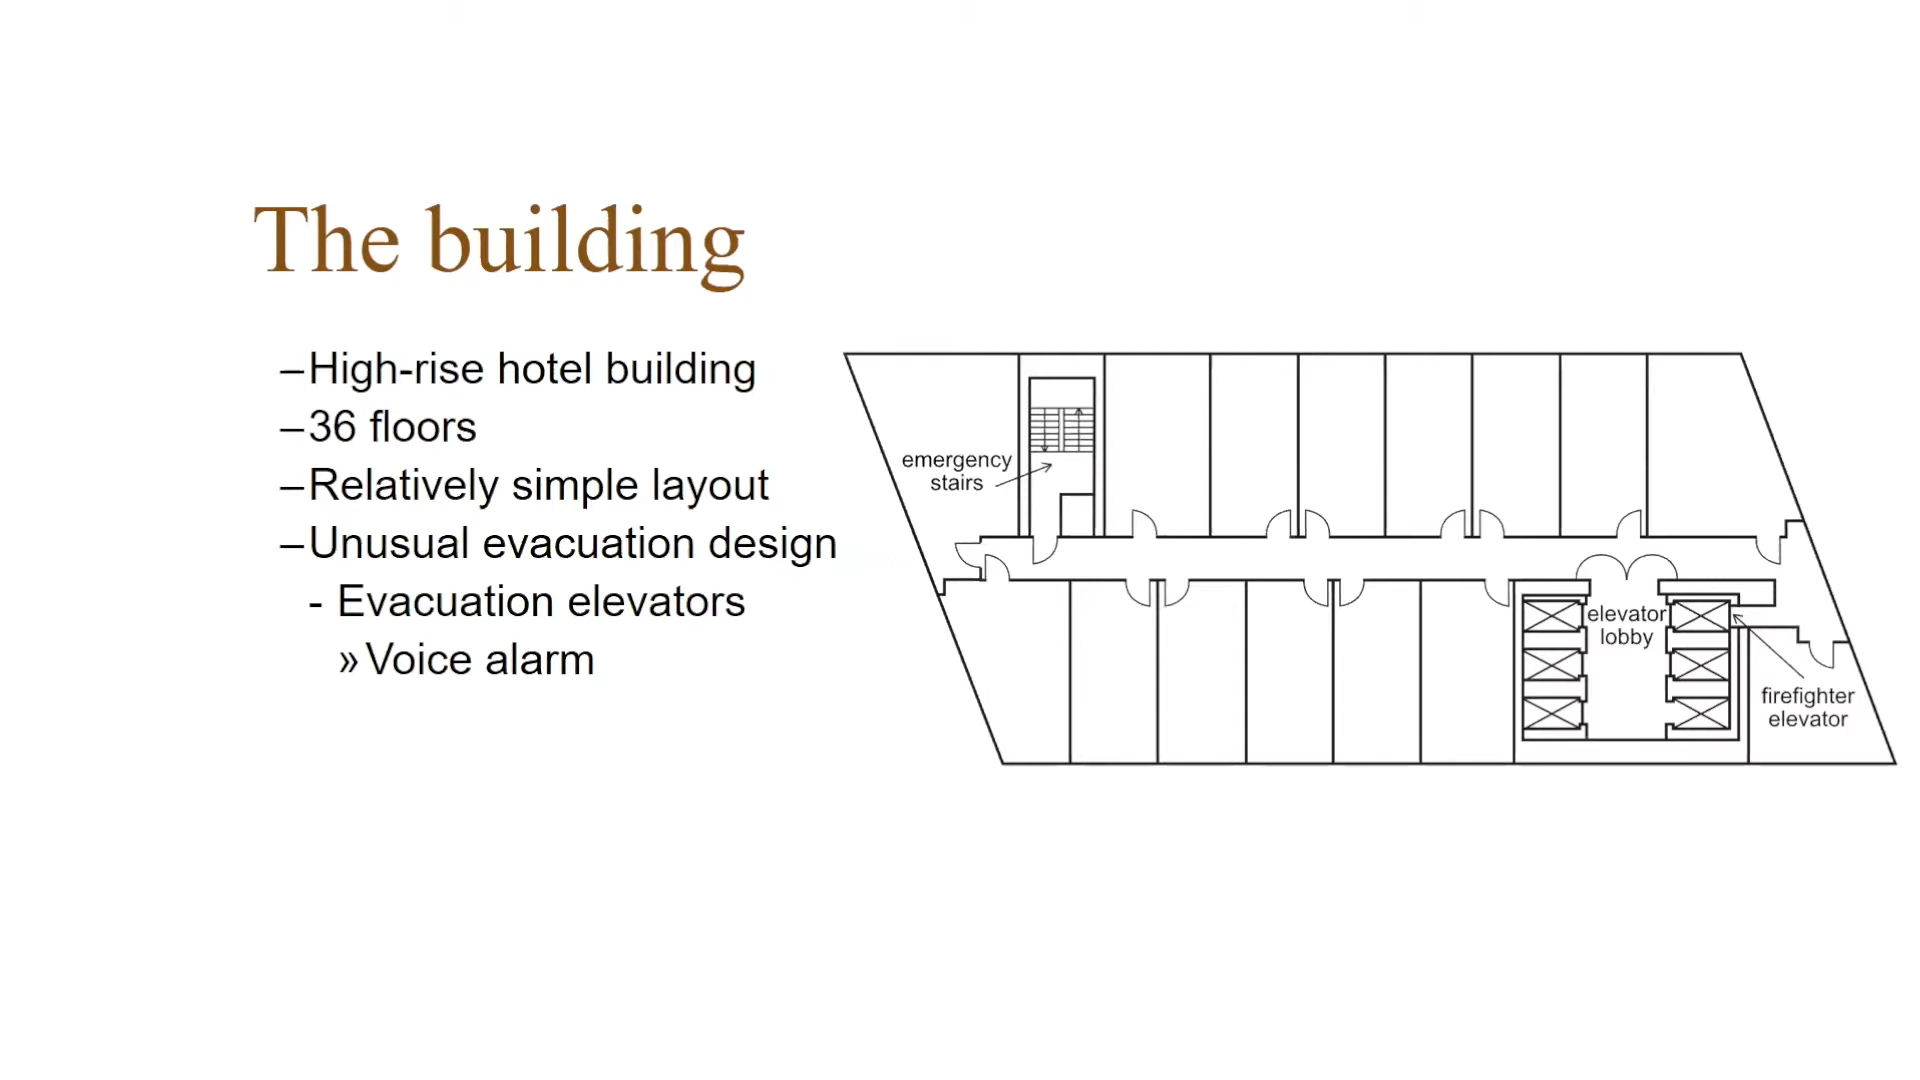 The building
–High-rise hotel building
–36 floors
–Relatively simple layout
–Unusual evacuation design
- Evacuation elevators
»Voice alarm
emergency
stairs
elevator
lobby
firefighter
elevator